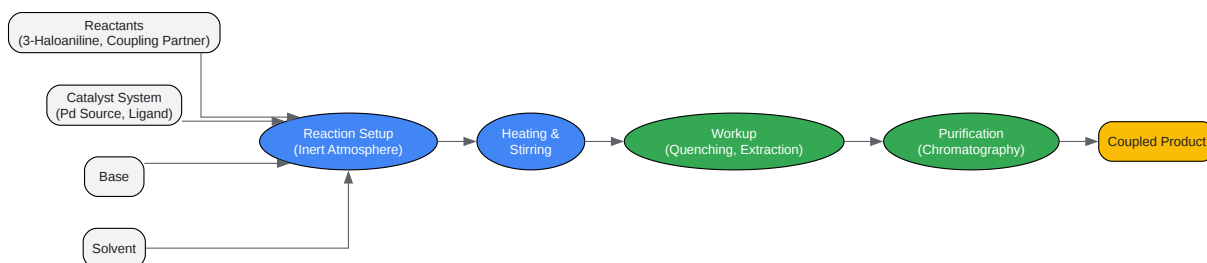 Reactants
(3-Haloaniline, Coupling Partner)
Catalyst System
(Pd Source, Ligand)
Base
Solvent
Reaction Setup
(Inert Atmosphere)
Heating &
Stirring
Workup
(Quenching, Extraction)
Purification
(Chromatography)
Coupled Product